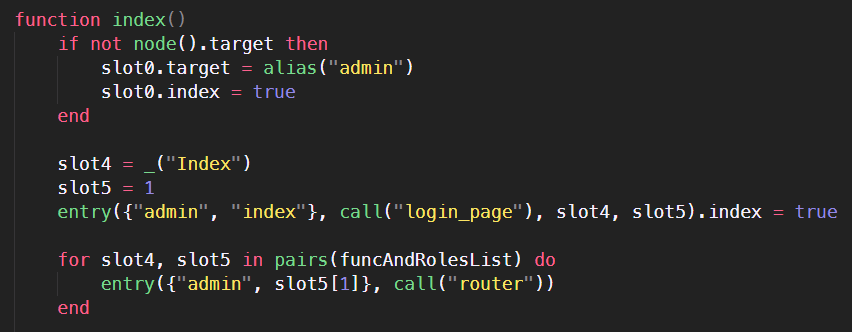 function index()
    if not node().target then
        slot0.target = alias("admin")
        slot0.index = true
    end

    slot4 = _("Index")
    slot5 = 1
    entry({"admin", "index"}, call("login_page"), slot4, slot5).index = true

    for slot4, slot5 in pairs(funcAndRolesList) do
        entry({"admin", slot5[1]}, call("router"))
    end